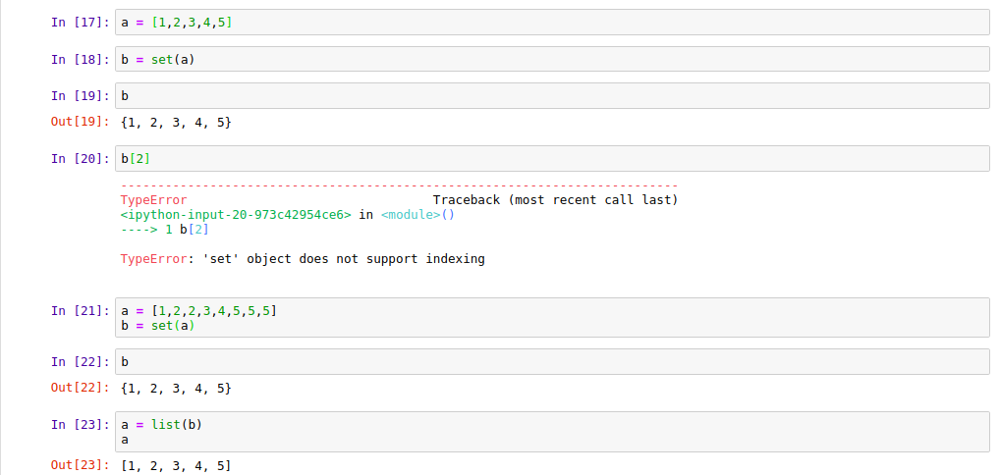 In [17]: a = [1,2,3,4,5]
In [18]: b = set(a)
In [19]: b
Out[19]: {1, 2, 3, 4, 5}
In [20]: b[2]
---------------------------------------------------------------------------
TypeError                                 Traceback (most recent call last)
<ipython-input-20-973c42954ce6> in <module>()
----> 1 b[2]
TypeError: 'set' object does not support indexing
In [21]: a = [1,2,2,3,4,5,5,5]
b = set(a)
In [22]: b
Out[22]: {1, 2, 3, 4, 5}
In [23]: a = list(b)
a
Out[23]: [1, 2, 3, 4, 5]